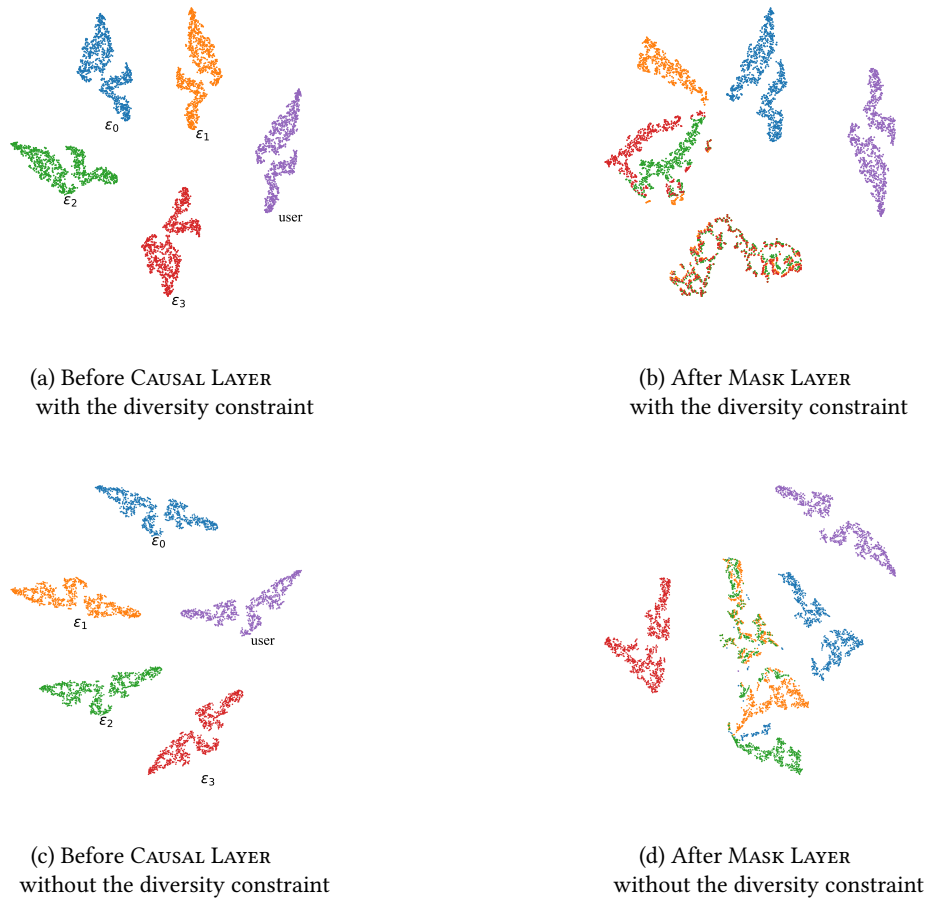 ε0
ε1
ε2
user
ε3
(a) Before CAUSAL LAYER
with the diversity constraint
(b) After MASK LAYER
with the diversity constraint
ε0
ε1
user
ε2
ε3
(c) Before CAUSAL LAYER
without the diversity constraint
(d) After MASK LAYER
without the diversity constraint